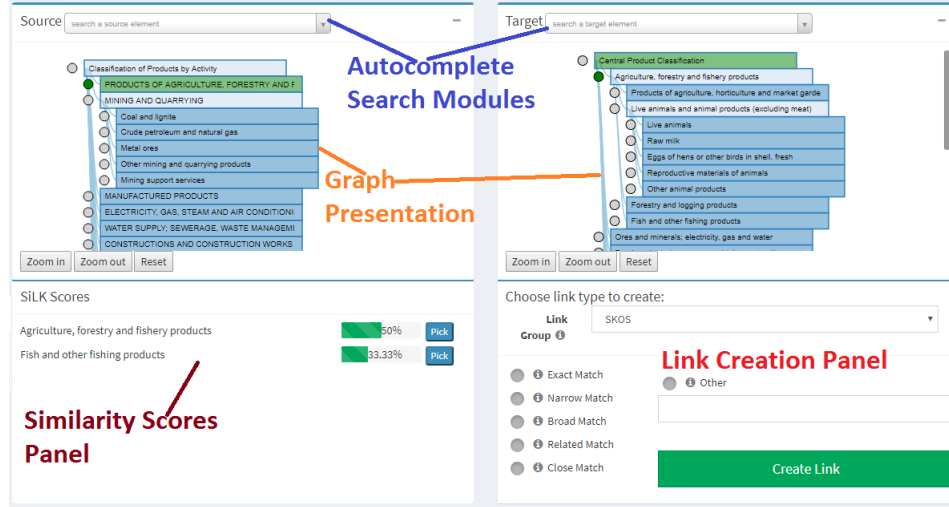 Source
search a source element
Classification of Products by Activity
PRODUCTS OF AGRICULTURE, FORESTRY AND F
MINING AND QUARRYING
Coal and lignite
Crude petroleum and natural gas
Metal ores
Other mining and quarrying products
Mining support services
MANUFACTURED PRODUCTS
ELECTRICITY, GAS, STEAM AND AIR CONDITIONI
WATER SUPPLY; SEWERAGE, WASTE MANAGEMI
CONSTRUCTIONS AND CONSTRUCTION WORKS
Zoom in
Zoom out
Reset
Autocomplete
Search Modules
Graph
Presentation
Target
search a target element
Central Product Classification
Agriculture, forestry and fishery products
Products of agriculture, horticulture and market garde
Live animals and animal products (excluding meat)
Live animals
Raw milk
Eggs of hens or other birds in shell, fresh
Reproductive materials of animals
Other animal products
Forestry and logging products
Fish and other fishing products
Ores and minerals; electricity, gas and water
Zoom in
Zoom out
Reset
SiLK Scores
Agriculture, forestry and fishery products 50% Pick
Fish and other fishing products 33.33% Pick
Similarity Scores
Panel
Choose link type to create:
Link
Group
SKOS
Link Creation Panel
Exact Match
Narrow Match
Broad Match
Related Match
Close Match
Other
Create Link